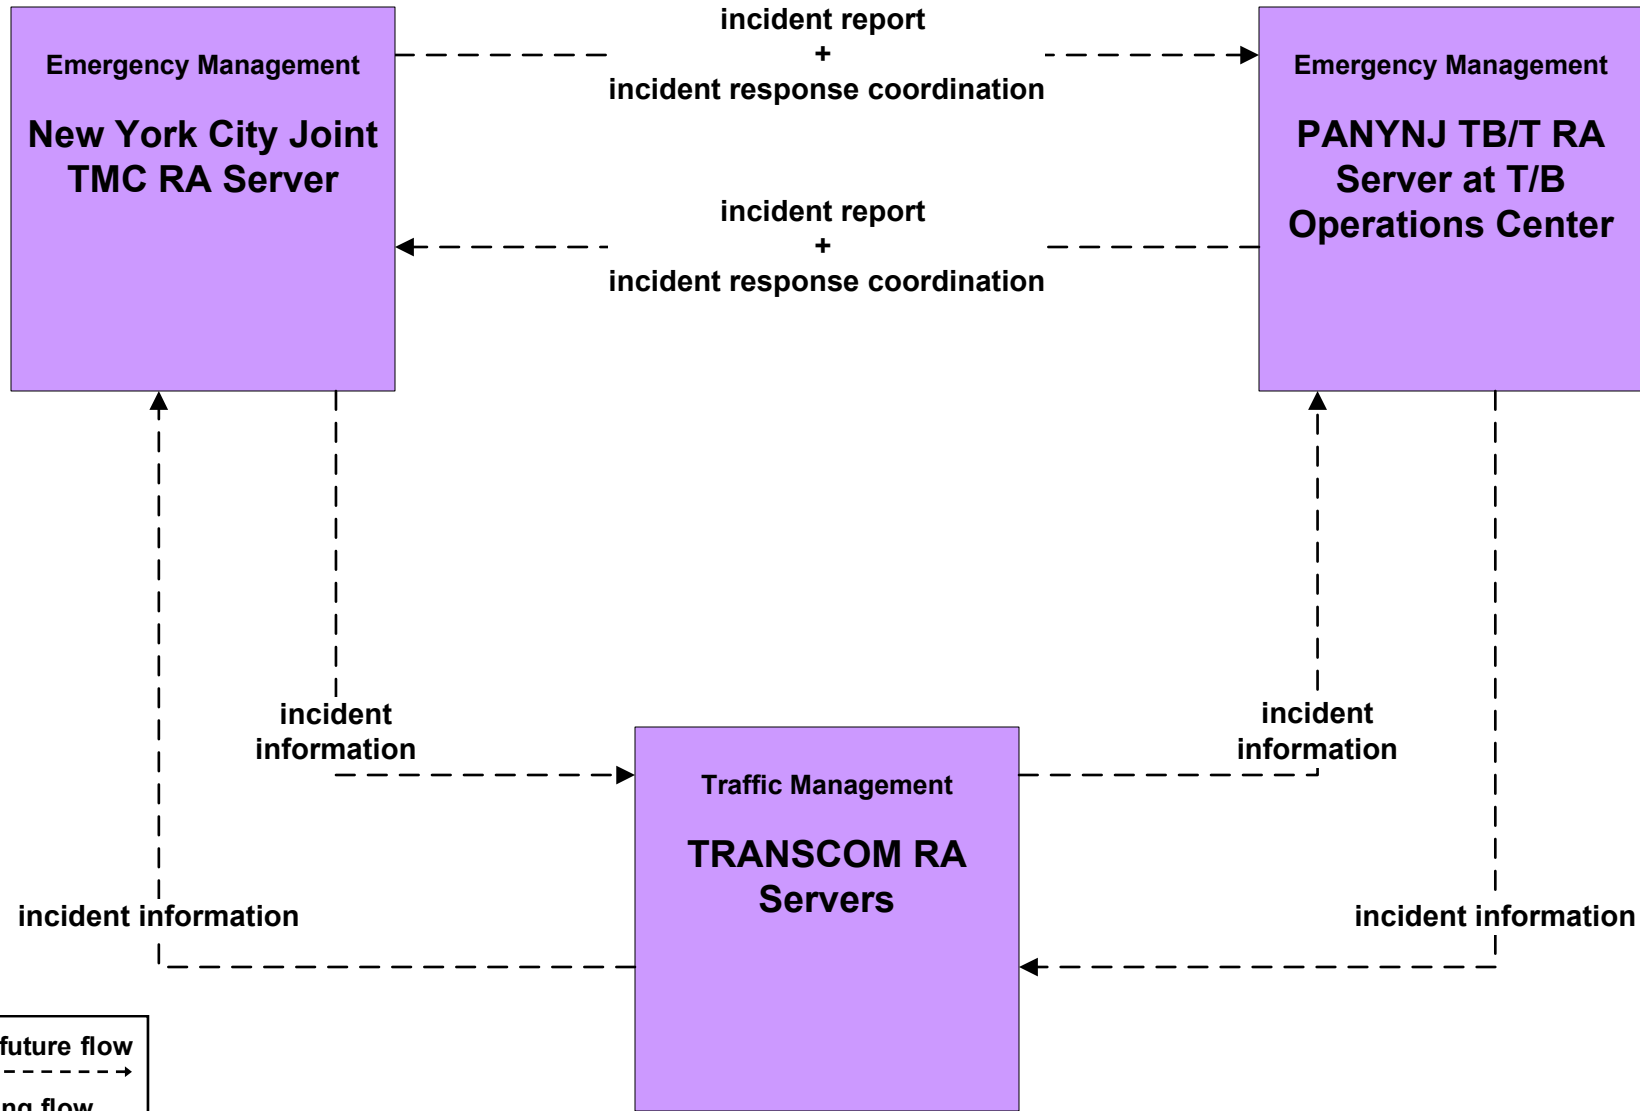 incident report
+
incident response coordination
Emergency Management
New York City Joint
TMC RA Server
Emergency Management
PANYNJ TB/T RA
Server at T/B
Operations Center
incident report
+
incident response coordination
incident
information
incident
information
Traffic Management
TRANSCOM RA
Servers
incident information
incident information
future flow
flow